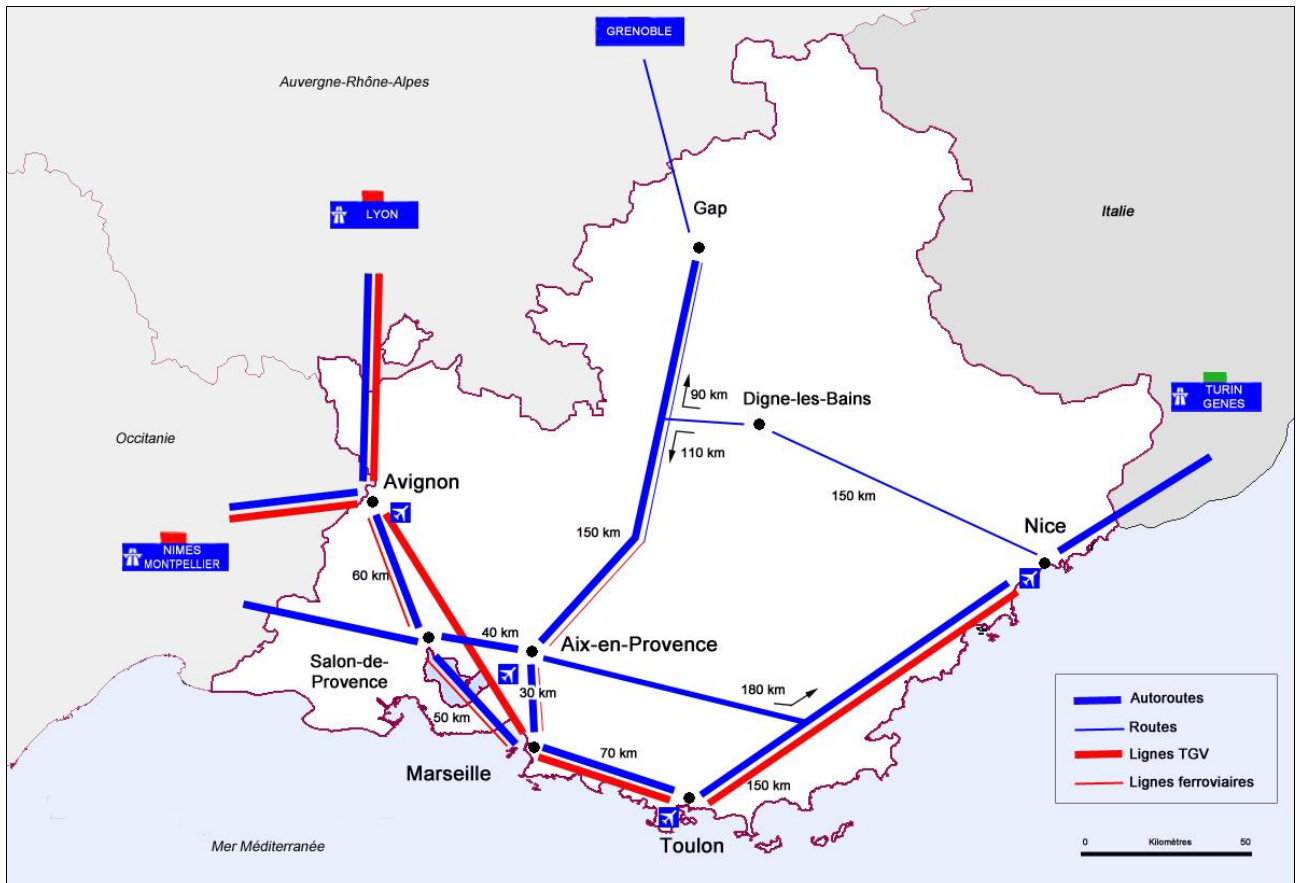 GRENOBLE
Auvergne-Rhône-Alpes
LYON
Gap
Italie
90 km
Digne-les-Bains
TURIN
GENES
Occitanie
110 km
Avignon
150 km
150 km
Nice
NIMES
MONTPELLIER
60 km
40 km
Aix-en-Provence
Salon-de-
Provence
30 km
180 km
50 km
Autoroutes
Routes
Lignes TGV
Lignes ferroviaires
70 km
Marseille
150 km
Toulon
Mer Méditerranée
0 Kilomètres 50